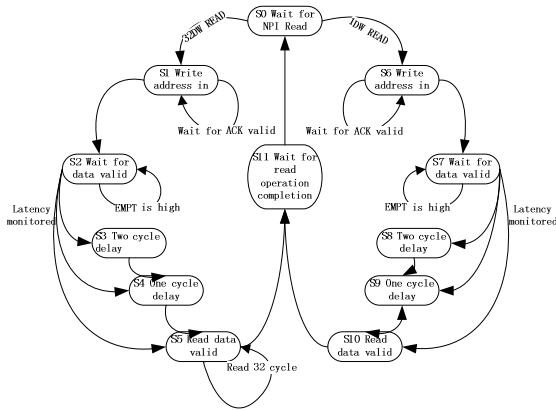 S0 Wait for
NPI Read
32DW READ
1DW READ
S1 Write
address in
S6 Write
address in
Wait for ACK valid
Wait for ACK valid
S2 Wait for
data valid
S11 Wait for
read
operation
completion
S7 Wait for
data valid
EMPT is high
EMPT is high
Latency
monitored
Latency
monitored
S3 Two cycle
delay
S8 Two cycle
delay
S4 One cycle
delay
S9 One cycle
delay
S5 Read data
valid
S10 Read
data valid
Read 32 cycle